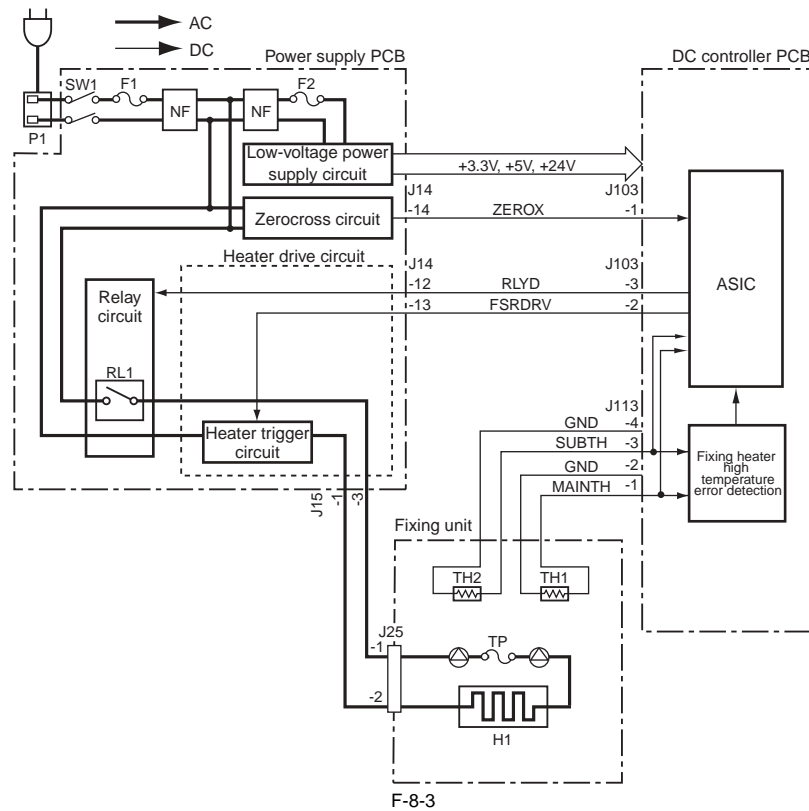 AC
DC
Power supply PCB
DC controller PCB
SW1
F1
F2
NF
NF
P1
Low-voltage power
supply circuit
+3.3V, +5V, +24V
J14
J103
Zerocross circuit
-14
ZEROX
-1
Heater drive circuit
J14
J103
Relay
circuit
-12
RLYD
-3
-13
FSRDRV
-2
ASIC
RL1
Heater trigger
circuit
J113
GND
-4
SUBTH
-3
GND
-2
MAINTH
-1
Fixing heater
high
temperature
error detection
J15
-1
-3
Fixing unit
TH2
TH1
J25
-1
TP
-2
H1
F-8-3